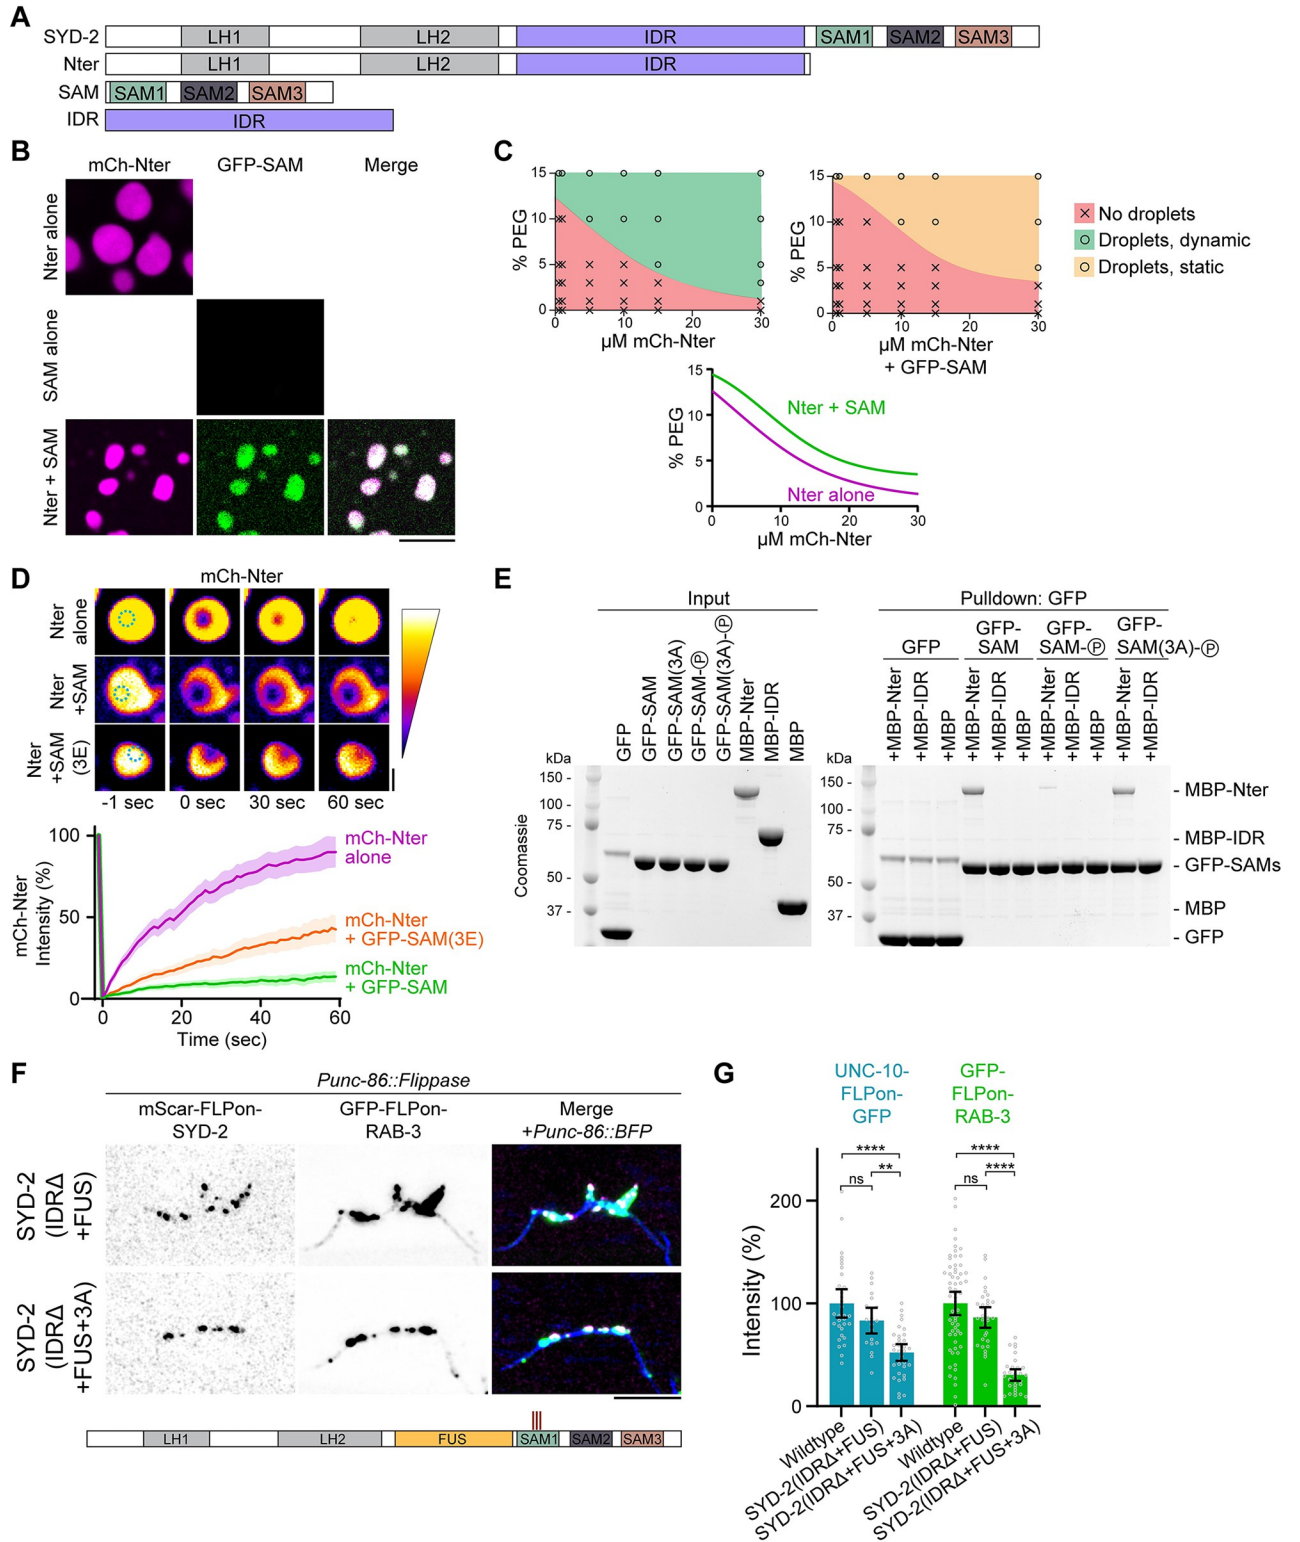 A
SYD-2 LH1 LH2 IDR SAM1 SAM2 SAM3
Nter LH1 LH2 IDR
SAM SAM1 SAM2 SAM3
IDR IDR
B
mCh-Nter GFP-SAM Merge
Nter alone
SAM alone
Nter + SAM
C
15
10
5
0
% PEG
0 10 20 30
µM mCh-Nter
15
10
5
0
% PEG
0 10 20 30
µM mCh-Nter
+ GFP-SAM
No droplets
Droplets, dynamic
Droplets, static
15
10
5
0
% PEG
Nter + SAM
Nter alone
0 10 20 30
µM mCh-Nter
D
mCh-Nter
Nter
alone
Nter
+SAM
Nter
+SAM
(3E)
-1 sec 0 sec 30 sec 60 sec
100
50
0
mCh-Nter
Intensity (%)
mCh-Nter
alone
mCh-Nter
+ GFP-SAM(3E)
mCh-Nter
+ GFP-SAM
0 20 40 60
Time (sec)
E
Input
GFP
GFP-SAM
GFP-SAM(3A)
GFP-SAM-Ⓟ
GFP-SAM(3A)-Ⓟ
MBP-Nter
MBP-IDR
MBP
Coomassie
kDa
150 -
100 -
75 -
50 -
37 -
Pulldown: GFP
GFP
GFP-
SAM
GFP-
SAM-Ⓟ
GFP-
SAM(3A)-Ⓟ
+MBP-Nter
+MBP-IDR
+MBP
+MBP-Nter
+MBP-IDR
+MBP
+MBP-Nter
+MBP-IDR
+MBP
+MBP-Nter
+MBP-IDR
kDa
150 -
100 -
75 -
50 -
37 -
- MBP-Nter
- MBP-IDR
- GFP-SAMs
- MBP
- GFP
F
Punc-86::Flippase
mScar-FLPon-
SYD-2
GFP-FLPon-
RAB-3
Merge
+Punc-86::BFP
SYD-2
(IDRΔ
+FUS)
SYD-2
(IDRΔ
+FUS+3A)
LH1 LH2 FUS SAM1 SAM2 SAM3
G
UNC-10-
FLPon-
GFP
GFP-
FLPon-
RAB-3
**** ****
** ****
ns ns
200
100
0
Intensity (%)
Wildtype
SYD-2(IDRΔ+FUS)
SYD-2(IDRΔ+FUS+3A)
Wildtype
SYD-2(IDRΔ+FUS)
SYD-2(IDRΔ+FUS+3A)